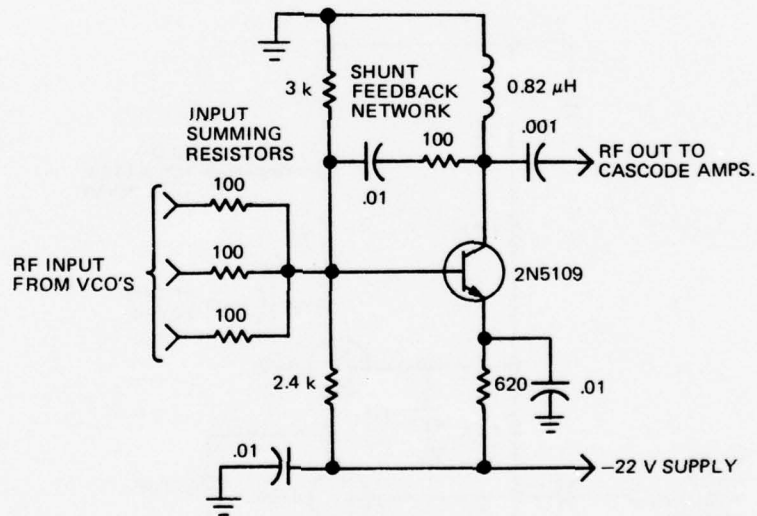 3 k
SHUNT
FEEDBACK
NETWORK
0.82 μH
INPUT
SUMMING
RESISTORS
100
.001
RF OUT TO
CASCODE AMPS.
100
.01
RF INPUT
FROM VCO'S
100
2N5109
100
2.4 k
620
.01
.01
–22 V SUPPLY